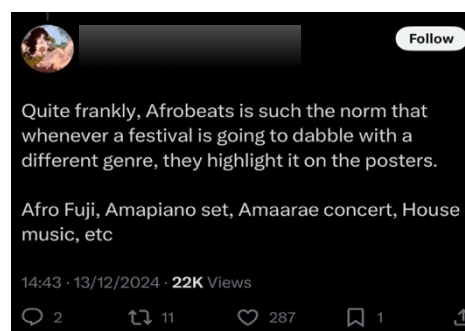 Follow
Quite frankly, Afrobeats is such the norm that
whenever a festival is going to dabble with a
different genre, they highlight it on the posters.
Afro Fuji, Amapiano set, Amaarae concert, House
music, etc
14:43 · 13/12/2024 · 22K Views
2 11 287 1